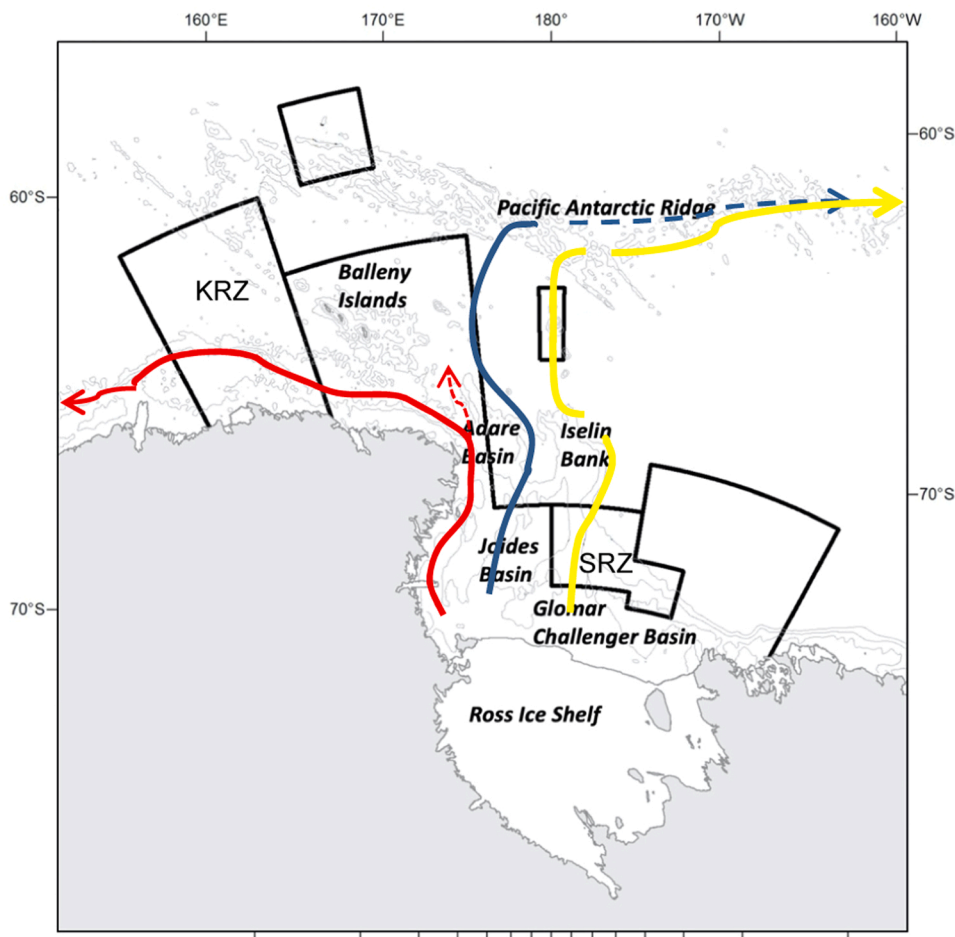 160°E 170°E 180° 170°W 160°W
60°S
60°S
Pacific Antarctic Ridge
KRZ
Balleny
Islands
Adare
Basin
Iselin
Bank
70°S
Joides
Basin
SRZ
70°S
Glomar
Challenger Basin
Ross Ice Shelf